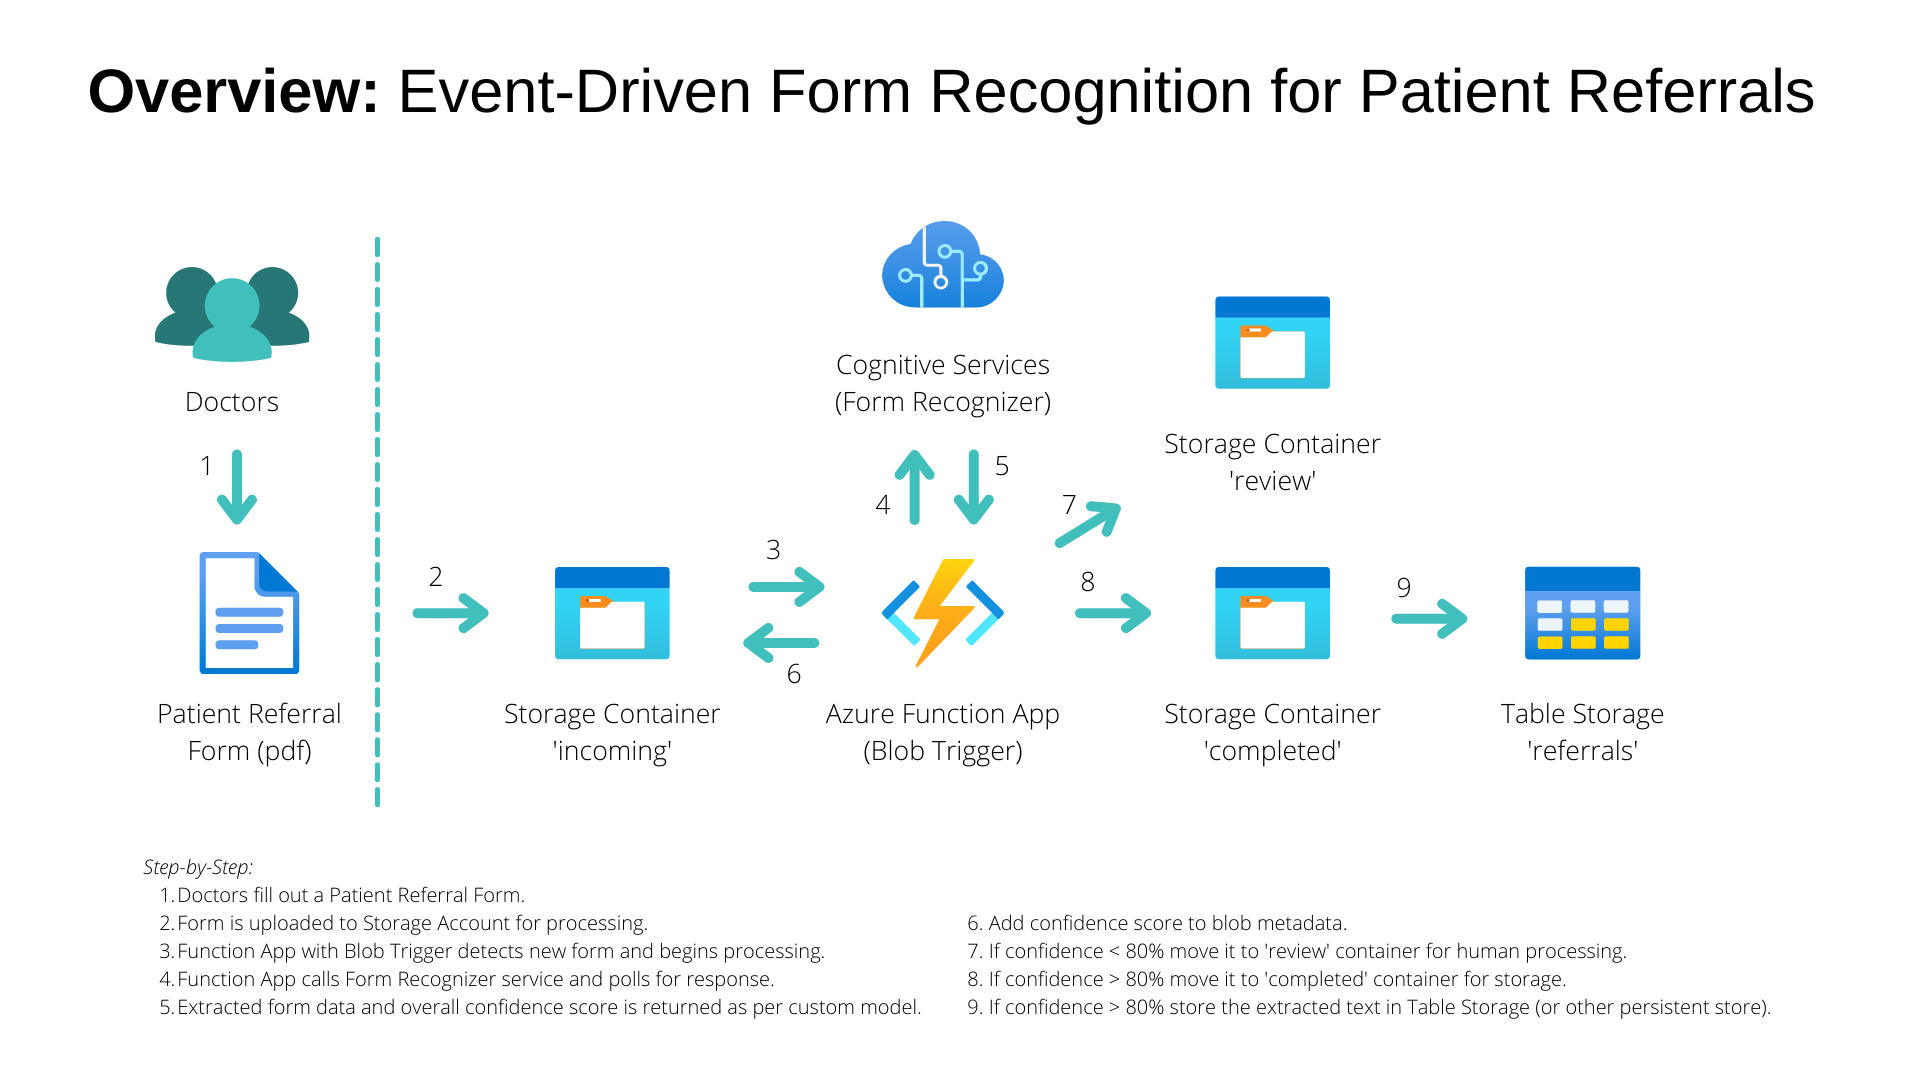 Overview: Event-Driven Form Recognition for Patient Referrals
Doctors
1
Patient Referral
Form (pdf)
2
Storage Container
'incoming'
3
6
Cognitive Services
(Form Recognizer)
4
5
Azure Function App
(Blob Trigger)
7
Storage Container
'review'
8
Storage Container
'completed'
9
Table Storage
'referrals'
Step-by-Step:
1. Doctors fill out a Patient Referral Form.
2. Form is uploaded to Storage Account for processing.
3. Function App with Blob Trigger detects new form and begins processing.
4. Function App calls Form Recognizer service and polls for response.
5. Extracted form data and overall confidence score is returned as per custom model.
6. Add confidence score to blob metadata.
7. If confidence < 80% move it to 'review' container for human processing.
8. If confidence > 80% move it to 'completed' container for storage.
9. If confidence > 80% store the extracted text in Table Storage (or other persistent store).